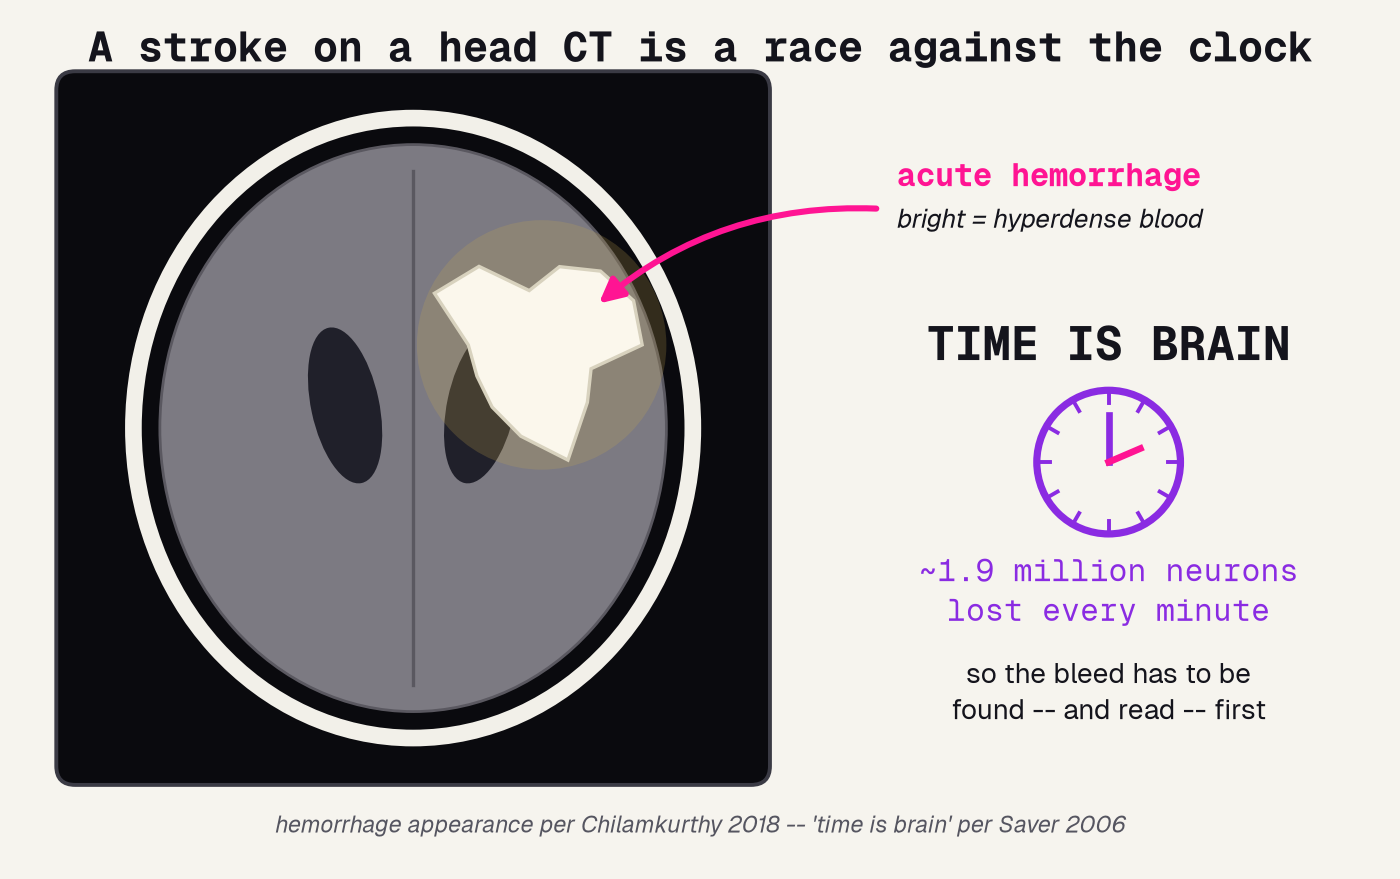 A stroke on a head CT is a race against the clock
acute hemorrhage
bright = hyperdense blood
TIME IS BRAIN
~1.9 million neurons
lost every minute
so the bleed has to be
found -- and read -- first
hemorrhage appearance per Chilamkurthy 2018 -- 'time is brain' per Saver 2006